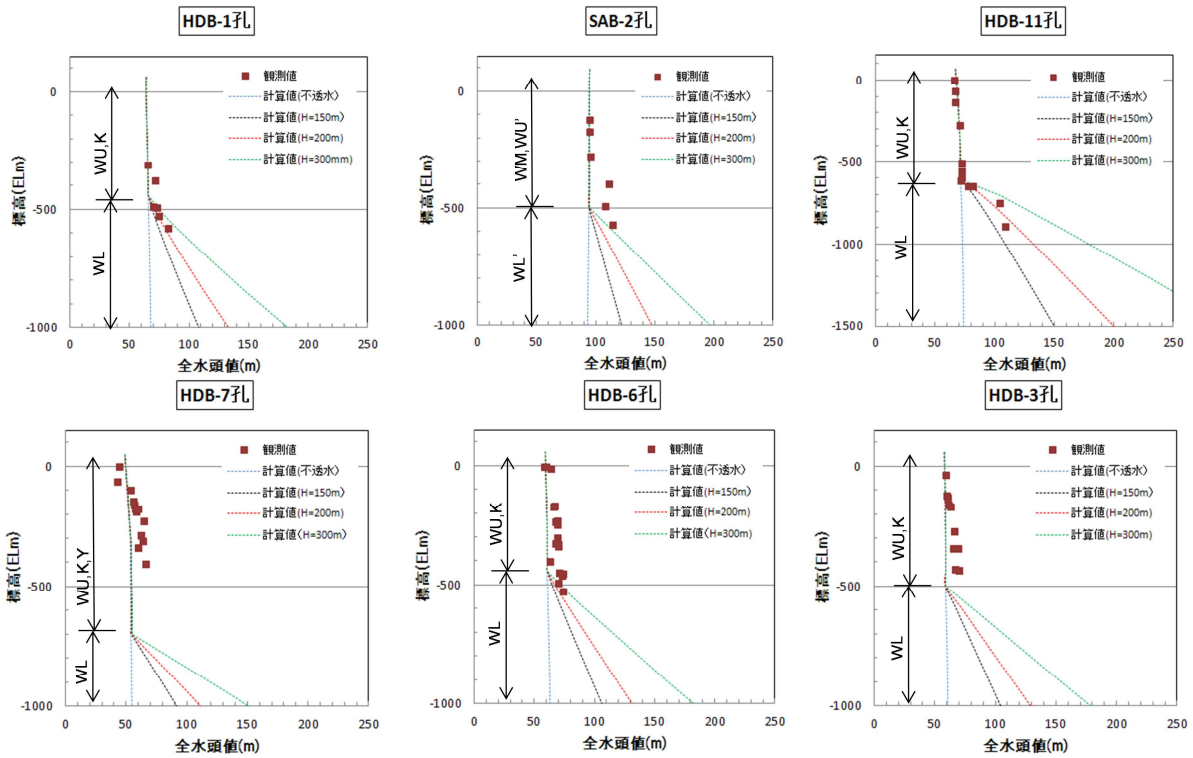 HDB-1孔
観測値
計算値(不透水)
計算値(H=150m)
計算値(H=200m)
計算値(H=300mm)
0
-500
-1000
標高(ELm)
WU,K
WL
0
50
100
150
200
250
全水頭値(m)
SAB-2孔
観測値
計算値(不透水)
計算値(H=150m)
計算値(H=200m)
計算値(H=300m)
0
-500
-1000
標高(ELm)
WM,WU'
WL'
0
50
100
150
200
250
全水頭値(m)
HDB-11孔
観測値
計算値(不透水)
計算値(H=150m)
計算値(H=200m)
計算値(H=300m)
0
-500
-1000
-1500
標高(ELm)
WU,K
WL
0
50
100
150
200
250
全水頭値(m)
HDB-7孔
観測値
計算値(不透水)
計算値(H=150m)
計算値(H=200m)
計算値(H=300m)
0
-500
-1000
標高(ELm)
WU,K,Y
WL
0
50
100
150
200
250
全水頭値(m)
HDB-6孔
観測値
計算値(不透水)
計算値(H=150m)
計算値(H=200m)
計算値(H=300m)
0
-500
-1000
標高(ELm)
WU,K
WL
0
50
100
150
200
250
全水頭値(m)
HDB-3孔
観測値
計算値(不透水)
計算値(H=150m)
計算値(H=200m)
計算値(H=300m)
0
-500
-1000
標高(ELm)
WU,K
WL
0
50
100
150
200
250
全水頭値(m)